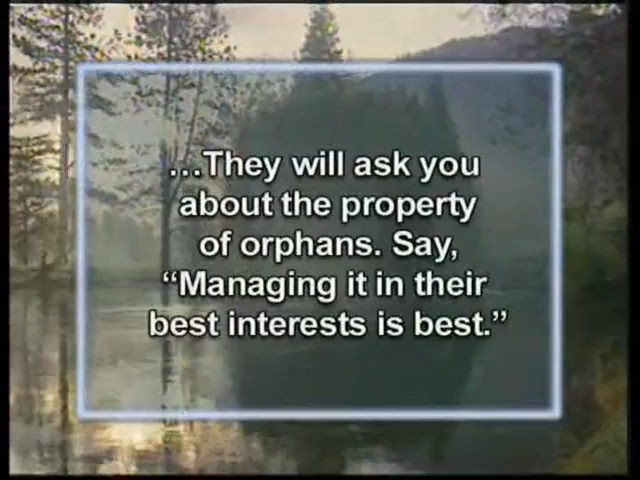 …They will ask you
about the property
of orphans. Say,
“Managing it in their
best interests is best.”